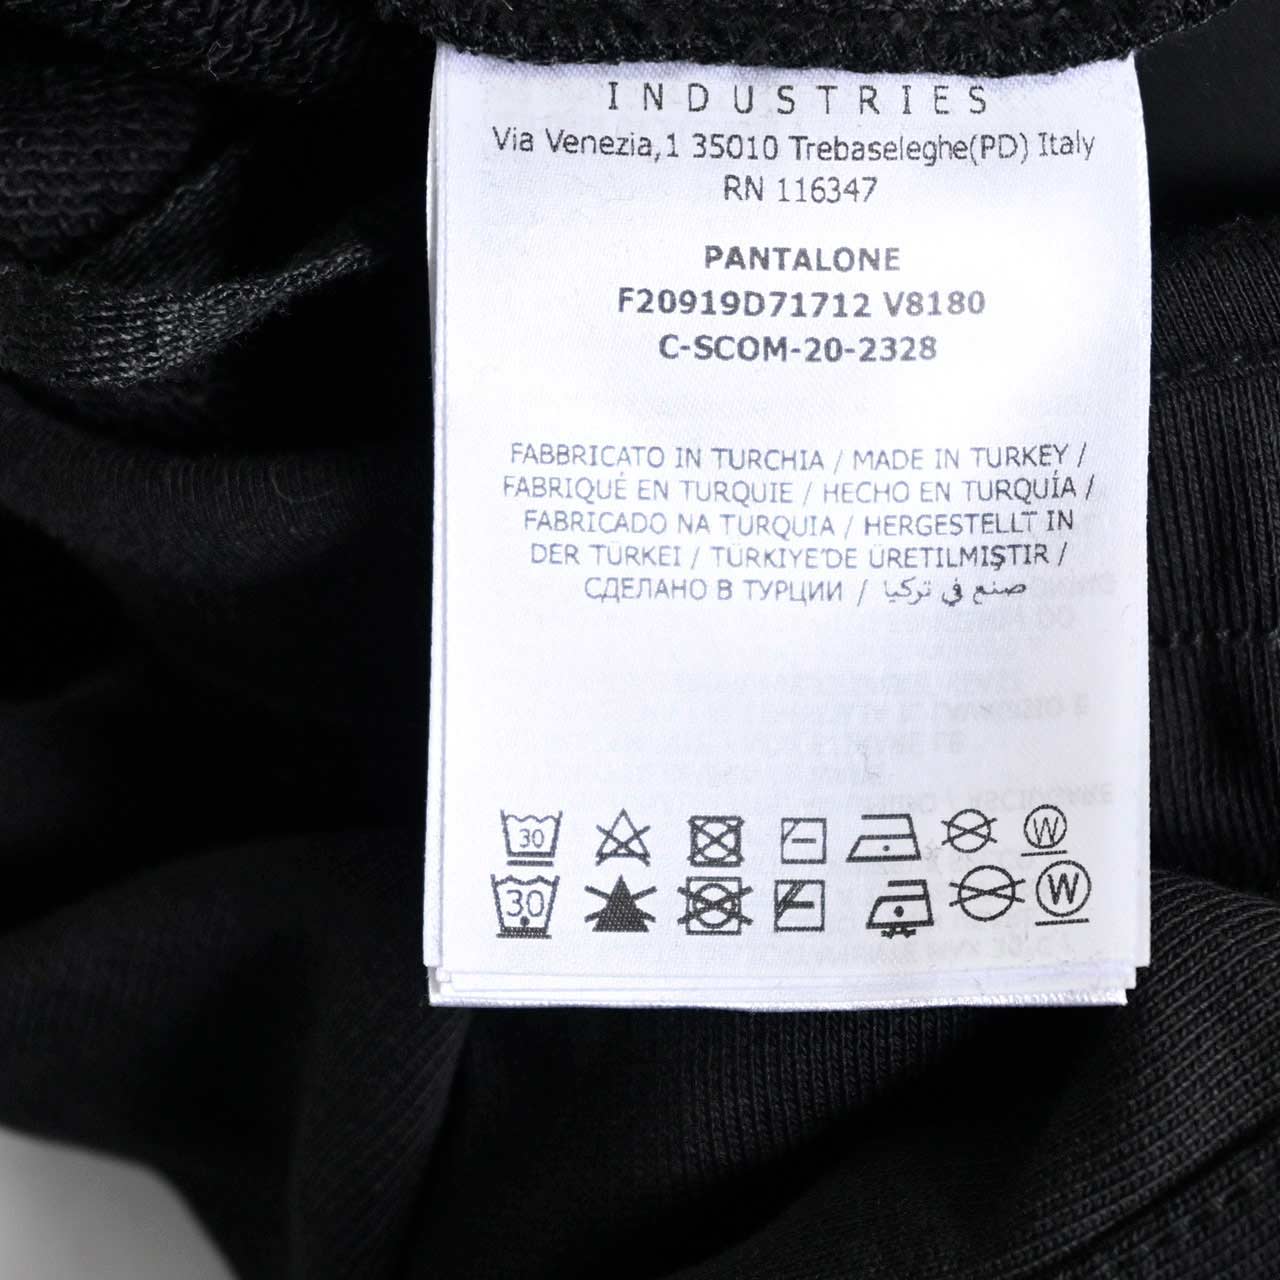 INDUSTRIES
Via Venezia,1 35010 Trebaseleghe(PD) Italy
RN 116347
PANTALONE
F20919D71712 V8180
C-SCOM-20-2328
FABBRICATO IN TURCHIA / MADE IN TURKEY /
FABRIQUÉ EN TURQUIE / HECHO EN TURQUÍA /
FABRICADO NA TURQUIA / HERGESTELLT IN
DER TÜRKEI / TÜRKIYE'DE ÜRETILMIŞTIR /
СДЕЛАНО В ТУРЦИИ / صنع في تركيا
30 W
30 W